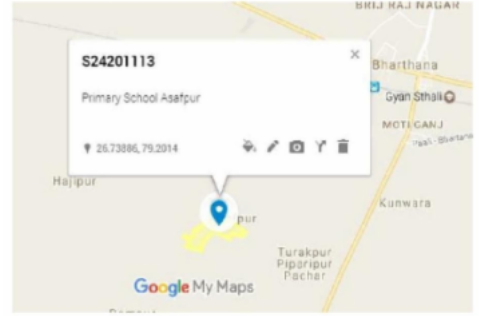 BRIJ RAJ NAGAR
S24201113
Bharthana
Primary School Asafpur
Gyan Sthali
MOTI GANJ
26.73886, 79.2014
Hajipur
Kunwara
pur
Turakpur
Piparipur
Pachar
Google My Maps